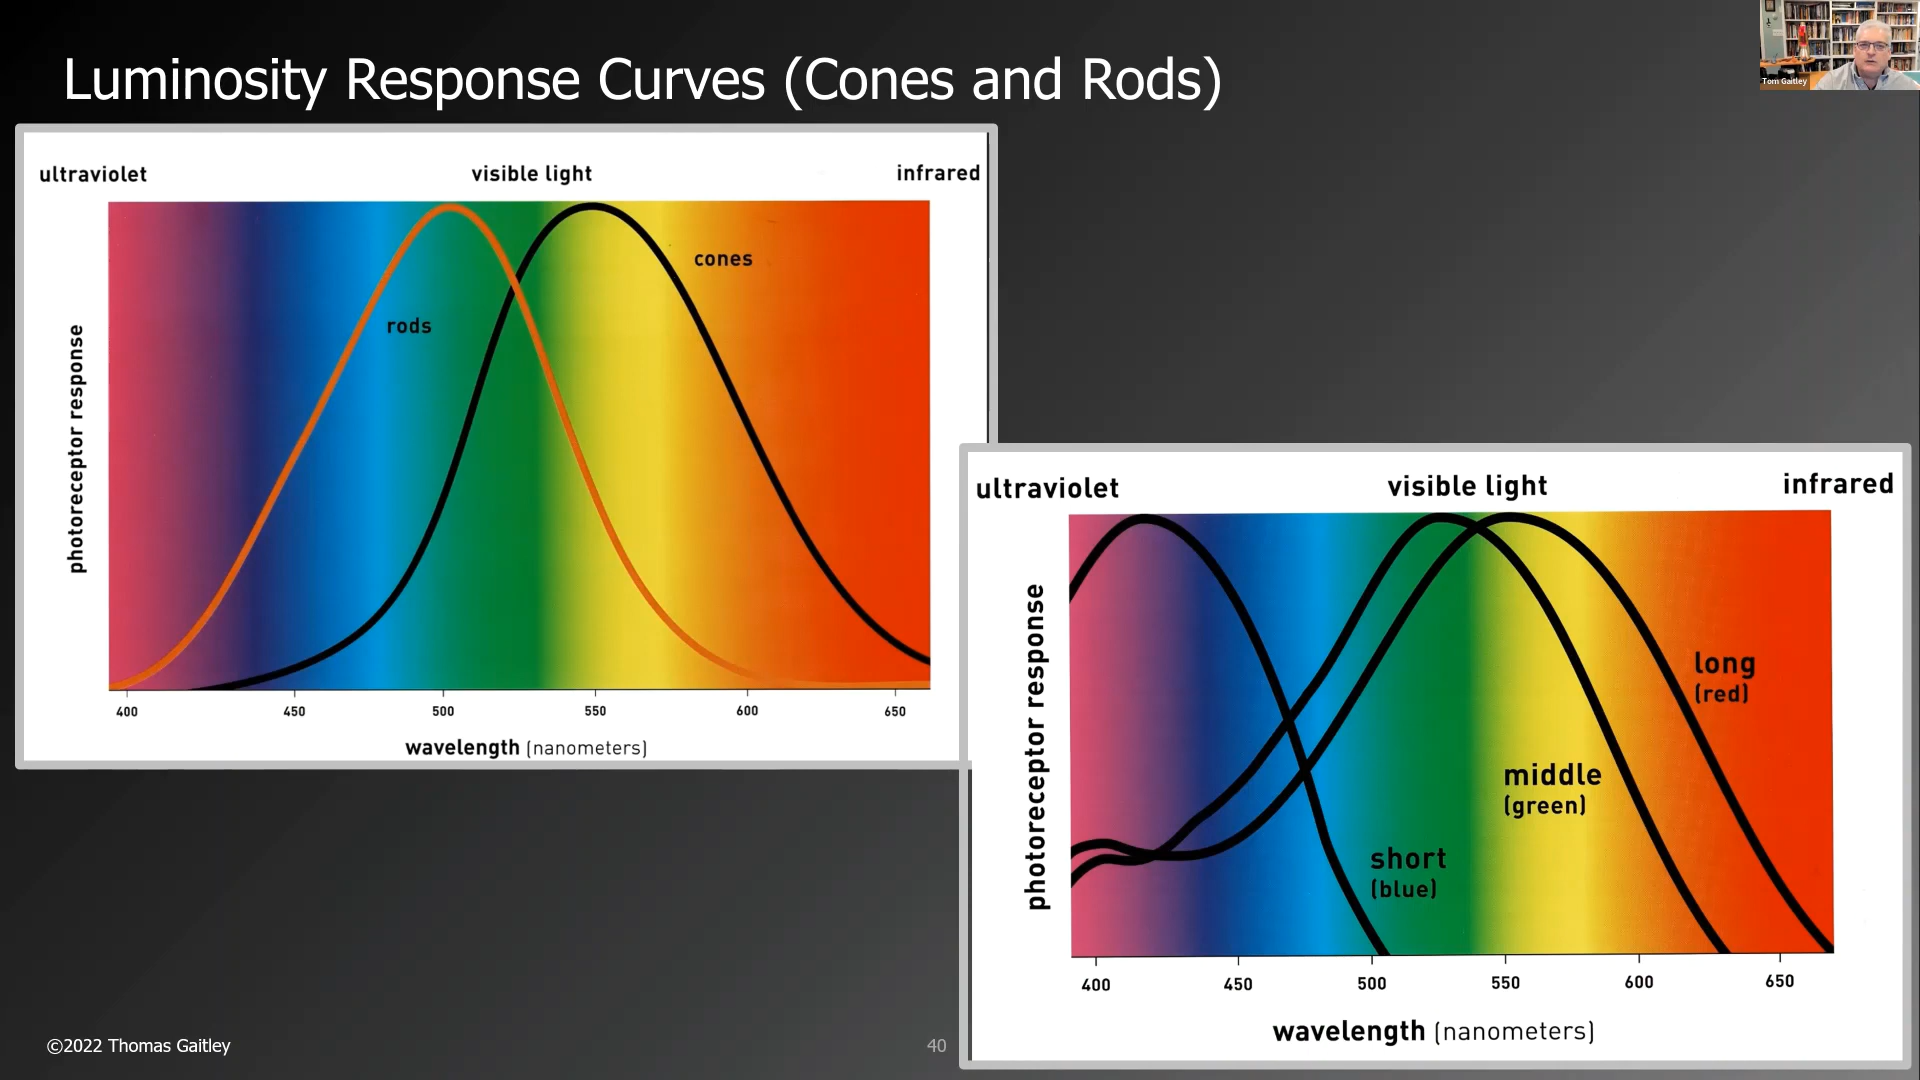 Luminosity Response Curves (Cones and Rods)
Tom Gaitley
ultraviolet visible light infrared
cones
rods
photoreceptor response
400 450 500 550 600 650
wavelength (nanometers)
ultraviolet visible light infrared
long
(red)
middle
(green)
short
(blue)
photoreceptor response
400 450 500 550 600 650
wavelength (nanometers)
©2022 Thomas Gaitley
40